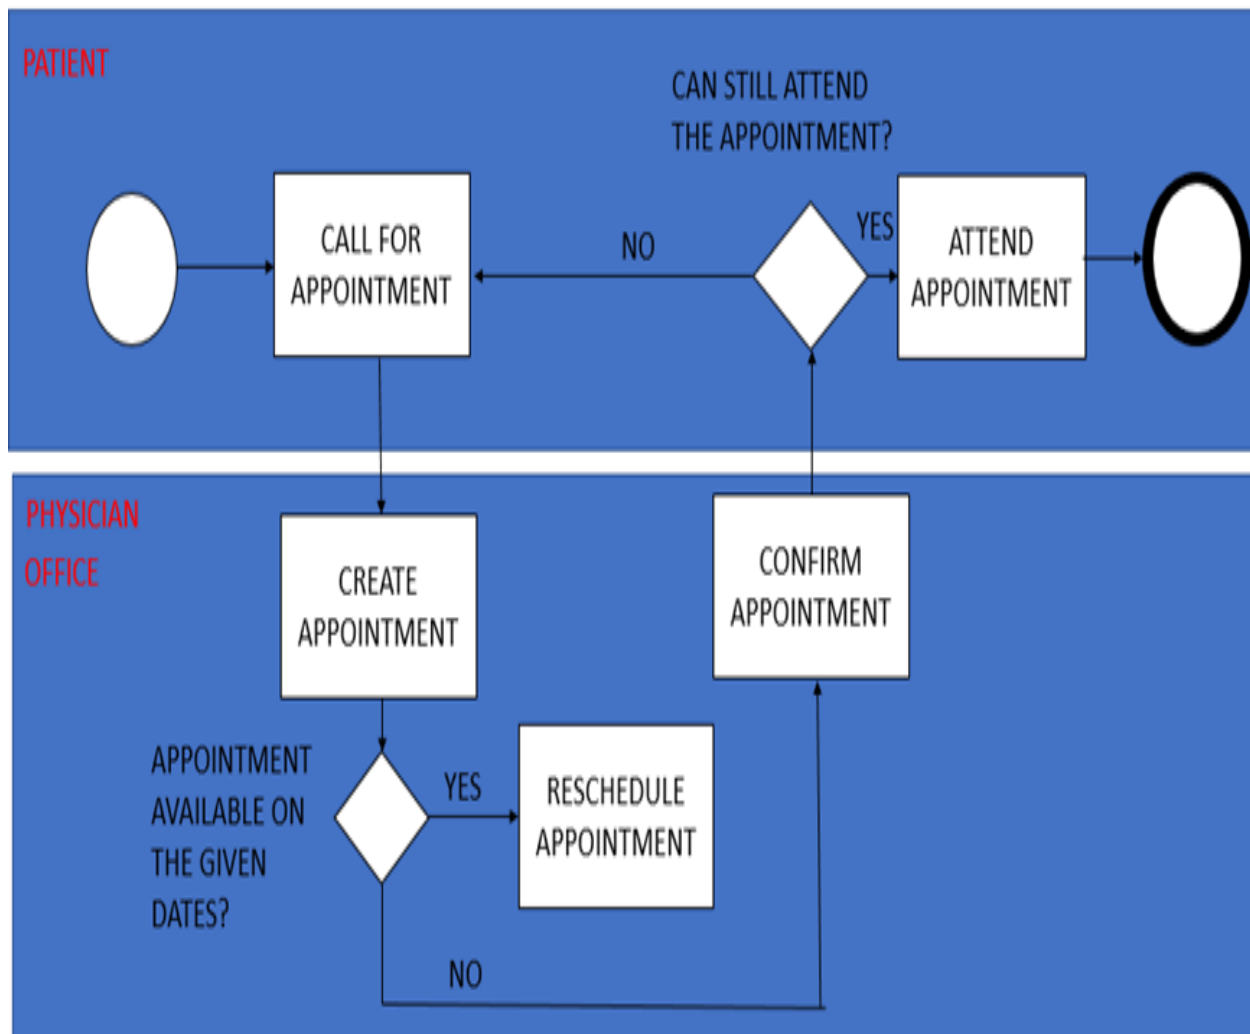 PATIENT
CAN STILL ATTEND
THE APPOINTMENT?
CALL FOR
APPOINTMENT
NO
YES
ATTEND
APPOINTMENT
PHYSICIAN
OFFICE
CREATE
APPOINTMENT
CONFIRM
APPOINTMENT
APPOINTMENT
AVAILABLE ON
THE GIVEN
DATES?
YES
RESCHEDULE
APPOINTMENT
NO